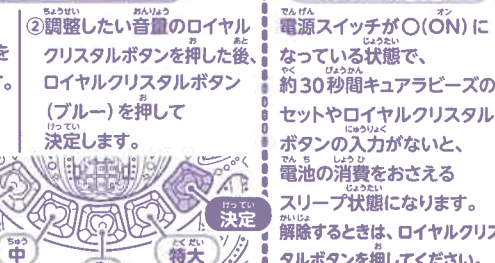 を
す。
②調整したい音量のロイヤル
クリスタルボタンを押した後、
ロイヤルクリスタルボタン
(ブルー)を押して
決定します。
決定
中
特大
電源スイッチが○(ON)に
なっている状態で、
約30秒間キュアラビーズの
セットやロイヤルクリスタル
ボタンの入力がないと、
電池の消費をおさえる
スリープ状態になります。
解除するときは、ロイヤルクリス
タルボタンを押してください。